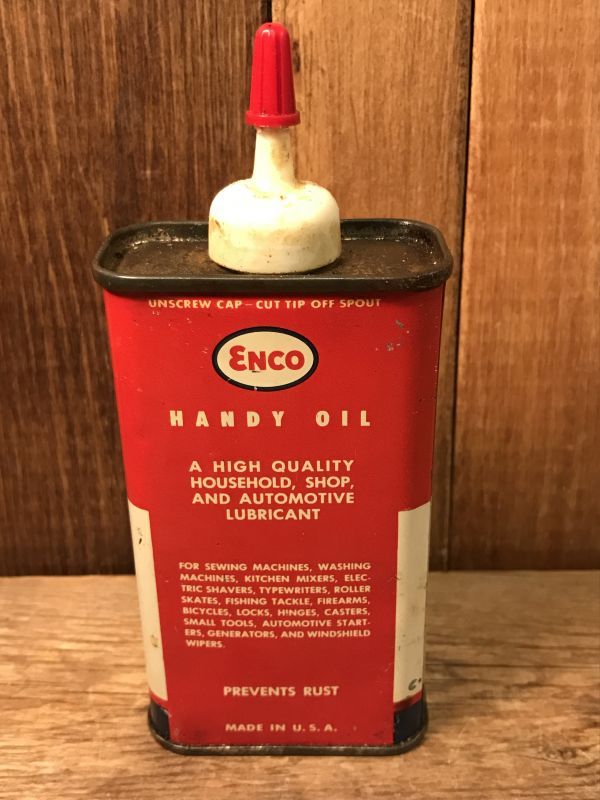 UNSCREW CAP - CUT TIP OFF SPOUT
ENCO
HANDY OIL
A HIGH QUALITY
HOUSEHOLD, SHOP,
AND AUTOMOTIVE
LUBRICANT
FOR SEWING MACHINES, WASHING
MACHINES, KITCHEN MIXERS, ELEC-
TRIC SHAVERS, TYPEWRITERS, ROLLER
SKATES, FISHING TACKLE, FIREARMS,
BICYCLES, LOCKS, HINGES, CASTERS,
SMALL TOOLS, AUTOMOTIVE START-
ERS, GENERATORS, AND WINDSHIELD
WIPERS.
PREVENTS RUST
MADE IN U.S.A.